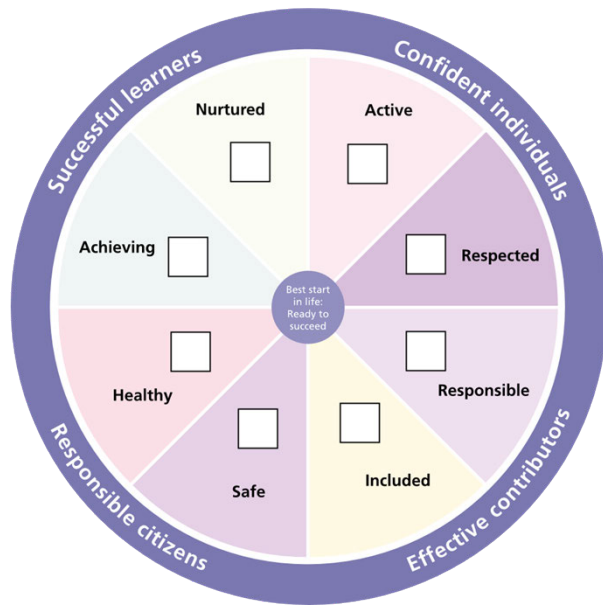 Successful learners
Confident individuals
Nurtured
Active
Achieving
Respected
Best start
in life:
Ready to
succeed
Healthy
Responsible
Safe
Included
Responsible citizens
Effective contributors